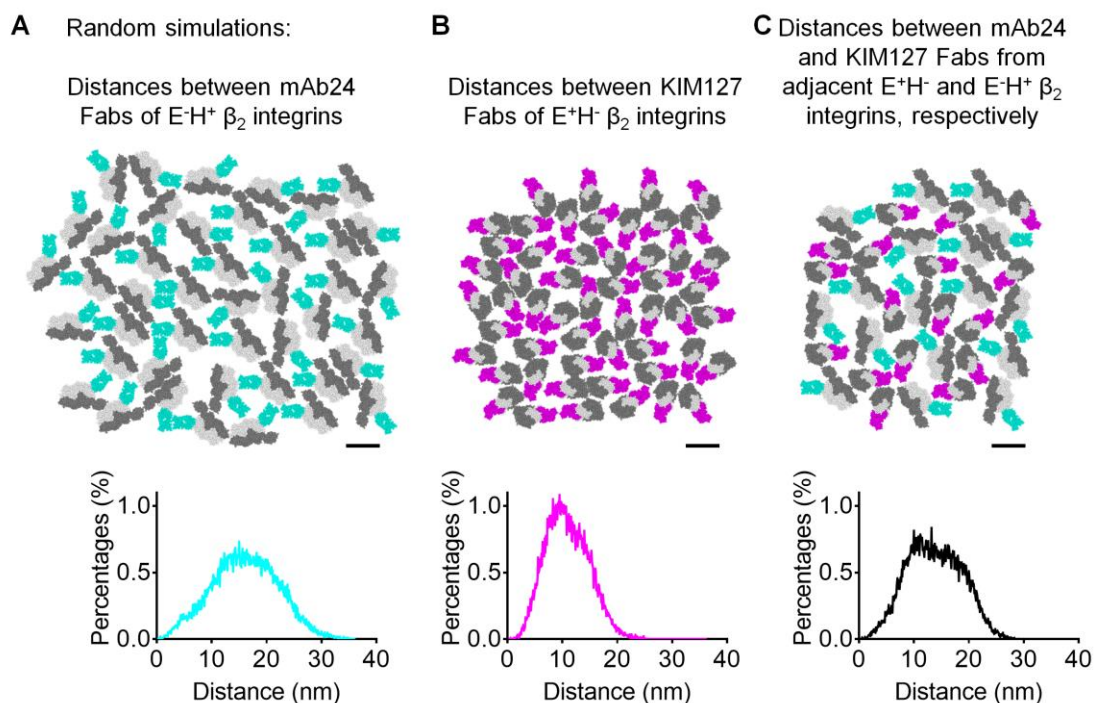 A Random simulations:
Distances between mAb24
Fabs of E⁻H⁺ β₂ integrins
B
Distances between KIM127
Fabs of E⁺H⁻ β₂ integrins
C Distances between mAb24
and KIM127 Fabs from
adjacent E⁺H⁻ and E⁻H⁺ β₂
integrins, respectively
Percentages (%)
1.0
0.5
0.0
0 10 20 30 40
Distance (nm)
Percentages (%)
1.0
0.5
0.0
0 10 20 30 40
Distance (nm)
Percentages (%)
1.0
0.5
0.0
0 10 20 30 40
Distance (nm)